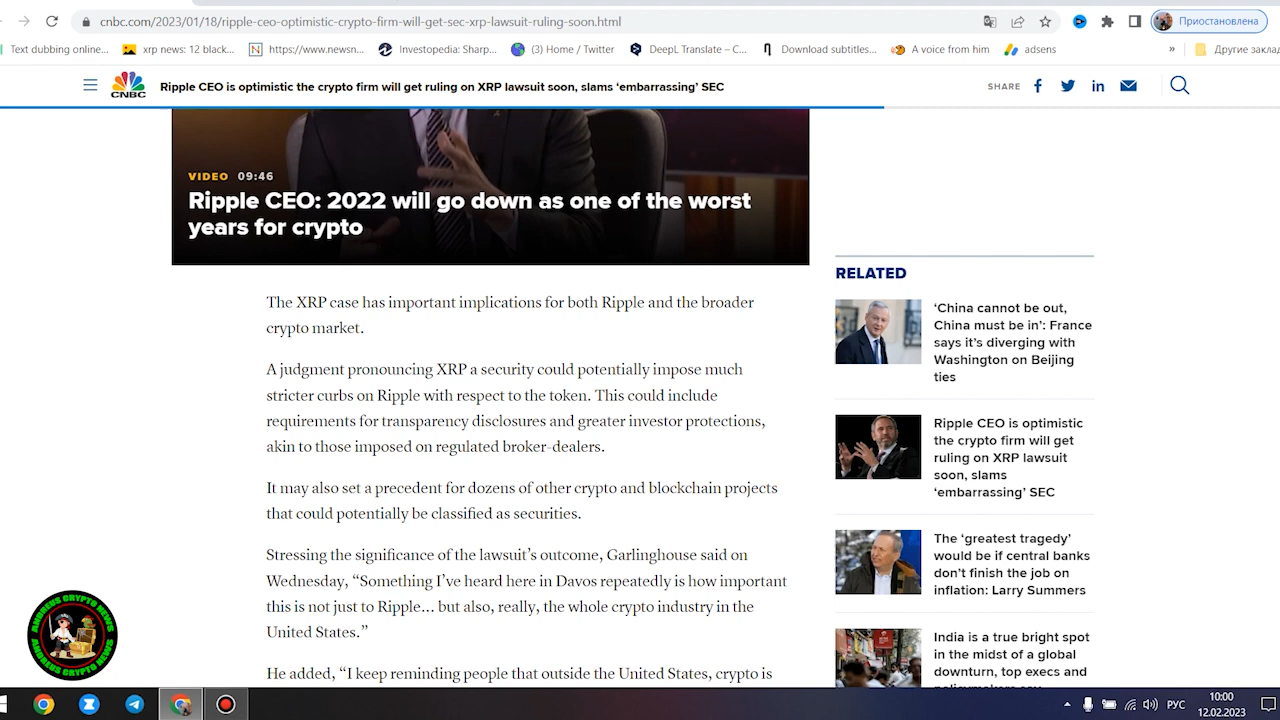 cnbc.com/2023/01/18/ripple-ceo-optimistic-crypto-firm-will-get-sec-xrp-lawsuit-ruling-soon.html
Приостановлена
Text dubbing online...
xrp news: 12 black...
https://www.newsn...
Investopedia: Sharp...
(3) Home / Twitter
DeepL Translate – C...
Download subtitles...
A voice from him
adsens
»
Другие закла
CNBC
Ripple CEO is optimistic the crypto firm will get ruling on XRP lawsuit soon, slams ‘embarrassing’ SEC
SHARE
VIDEO 09:46
Ripple CEO: 2022 will go down as one of the worst
years for crypto
The XRP case has important implications for both Ripple and the broader
crypto market.
A judgment pronouncing XRP a security could potentially impose much
stricter curbs on Ripple with respect to the token. This could include
requirements for transparency disclosures and greater investor protections,
akin to those imposed on regulated broker-dealers.
It may also set a precedent for dozens of other crypto and blockchain projects
that could potentially be classified as securities.
Stressing the significance of the lawsuit’s outcome, Garlinghouse said on
Wednesday, “Something I’ve heard here in Davos repeatedly is how important
this is not just to Ripple… but also, really, the whole crypto industry in the
United States.”
He added, “I keep reminding people that outside the United States, crypto is
RELATED
‘China cannot be out,
China must be in’: France
says it’s diverging with
Washington on Beijing
ties
Ripple CEO is optimistic
the crypto firm will get
ruling on XRP lawsuit
soon, slams
‘embarrassing’ SEC
The ‘greatest tragedy’
would be if central banks
don’t finish the job on
inflation: Larry Summers
India is a true bright spot
in the midst of a global
downturn, top execs and
ANDREUS CRYPTO NEWS
ANDREUS CRYPTO NEWS
РУС
10:00
12.02.2023